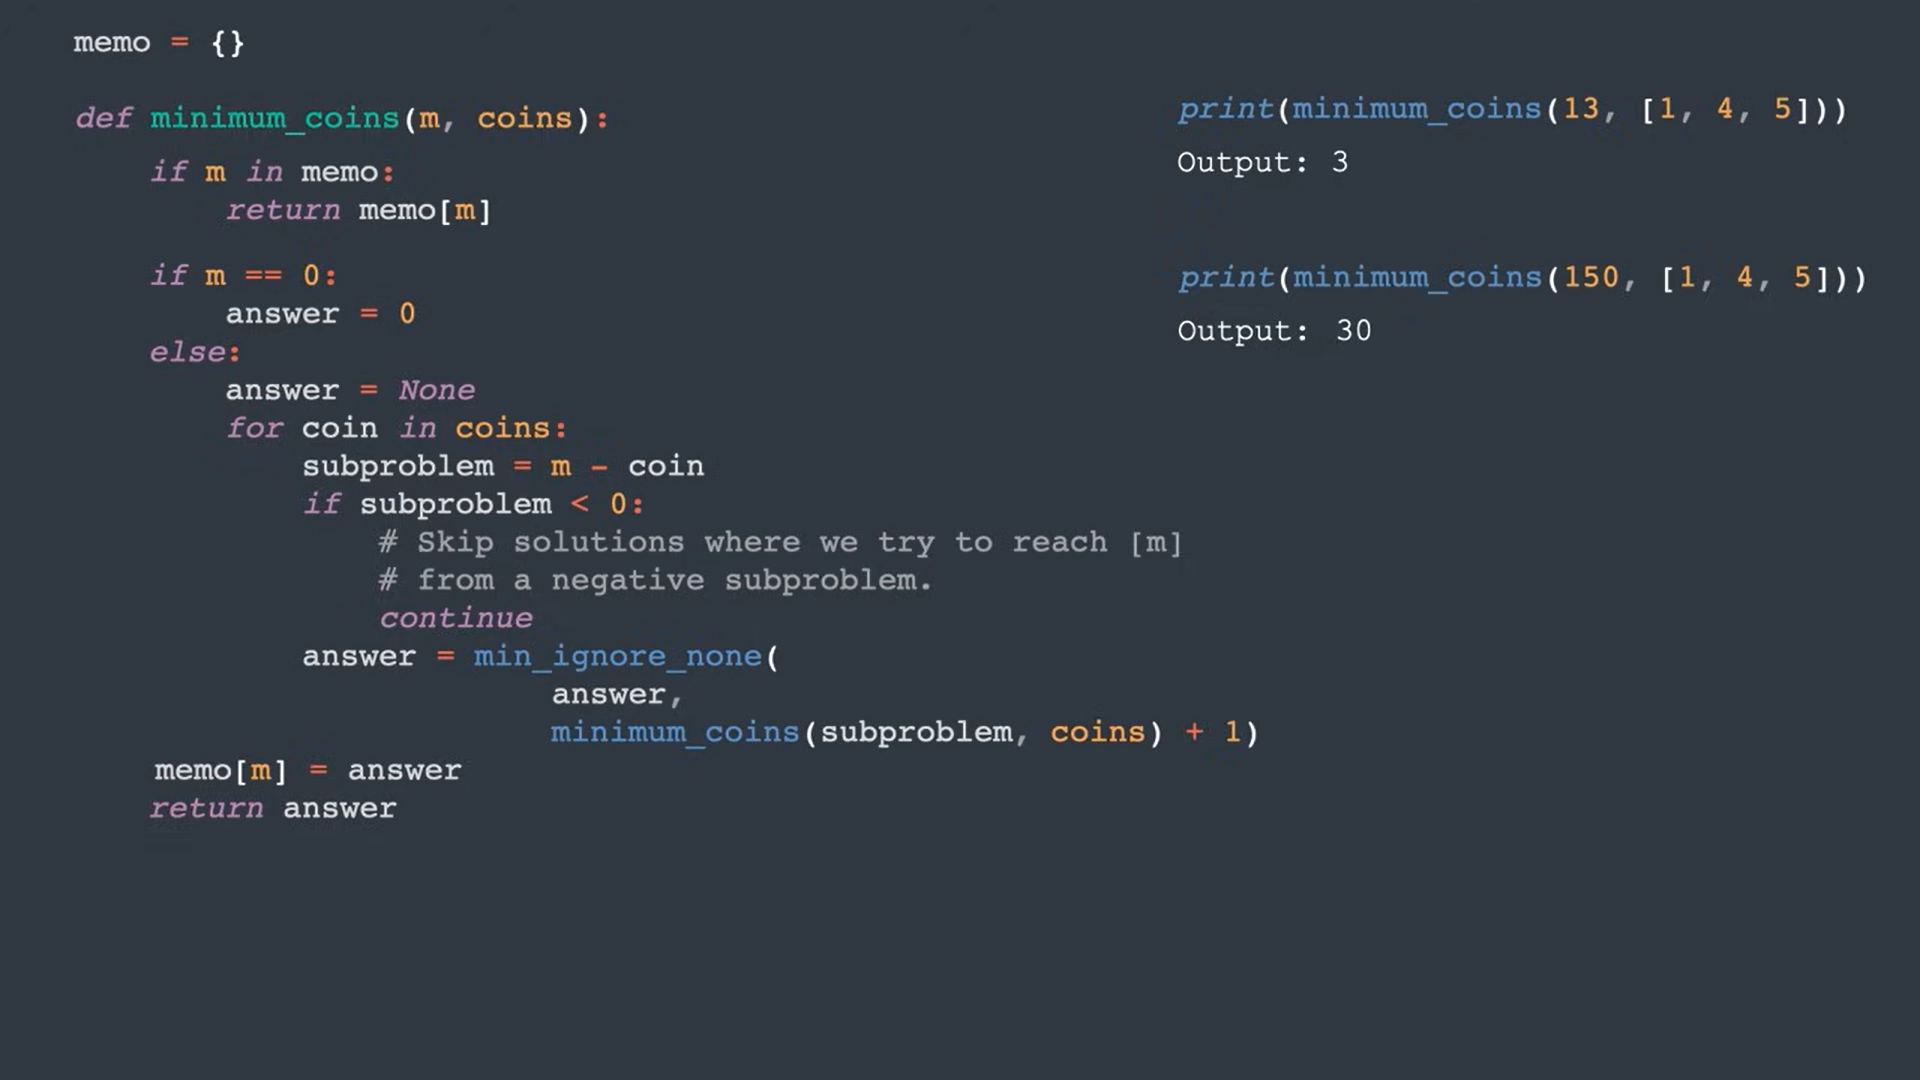 memo = {}
def minimum_coins(m, coins):
    if m in memo:
        return memo[m]
    if m == 0:
        answer = 0
    else:
        answer = None
        for coin in coins:
            subproblem = m - coin
            if subproblem < 0:
                # Skip solutions where we try to reach [m]
                # from a negative subproblem.
                continue
            answer = min_ignore_none(
                answer,
                minimum_coins(subproblem, coins) + 1)
    memo[m] = answer
    return answer
print(minimum_coins(13, [1, 4, 5]))
Output: 3
print(minimum_coins(150, [1, 4, 5]))
Output: 30